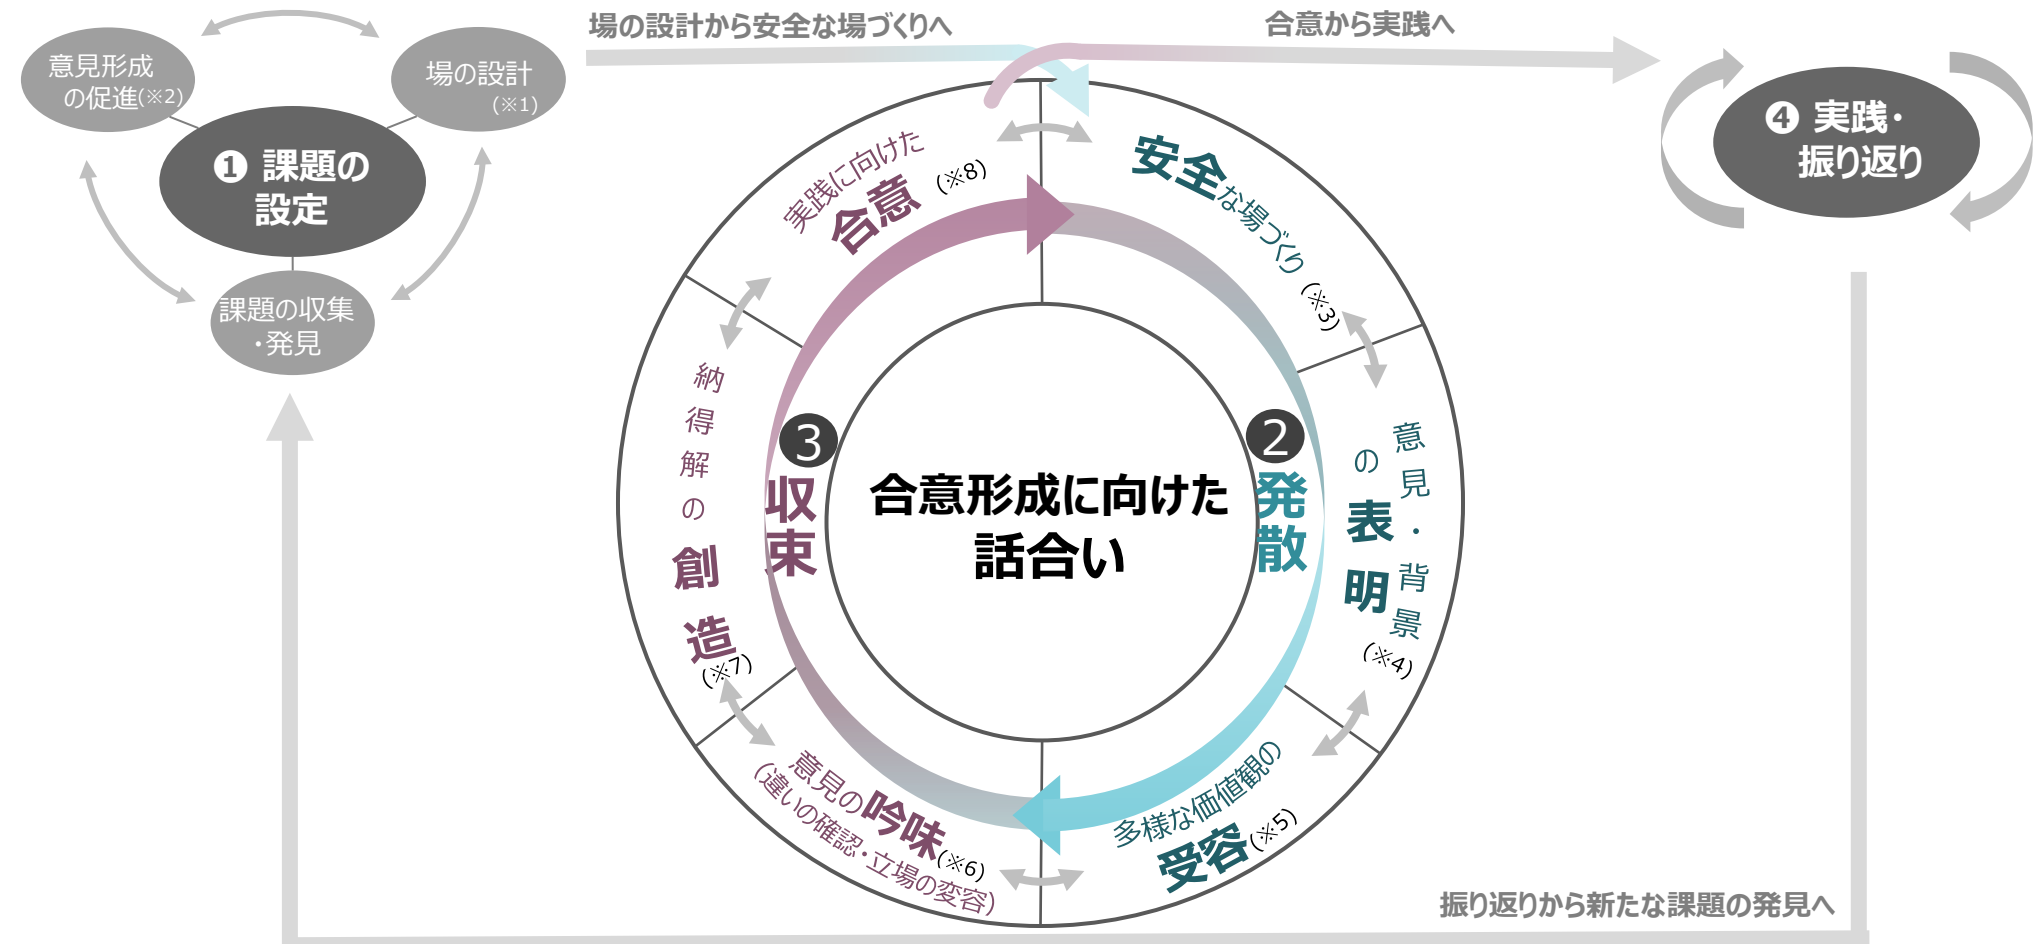 場の設計から安全な場づくりへ
合意から実践へ
意見形成
の促進(※2)
場の設計
(※1)
❶ 課題の
設定
課題の収集
・発見
❹ 実践・
振り返り
実践に向けた
合意 (※8)
安全な場づくり (※3)
意見・背景
の表明
(※4)
多様な価値観の
受容(※5)
意見の吟味(※6)
(違いの確認・立場の変容)
納得解の創造
(※7)
❸
収束
❷
発散
合意形成に向けた
話合い
振り返りから新たな課題の発見へ